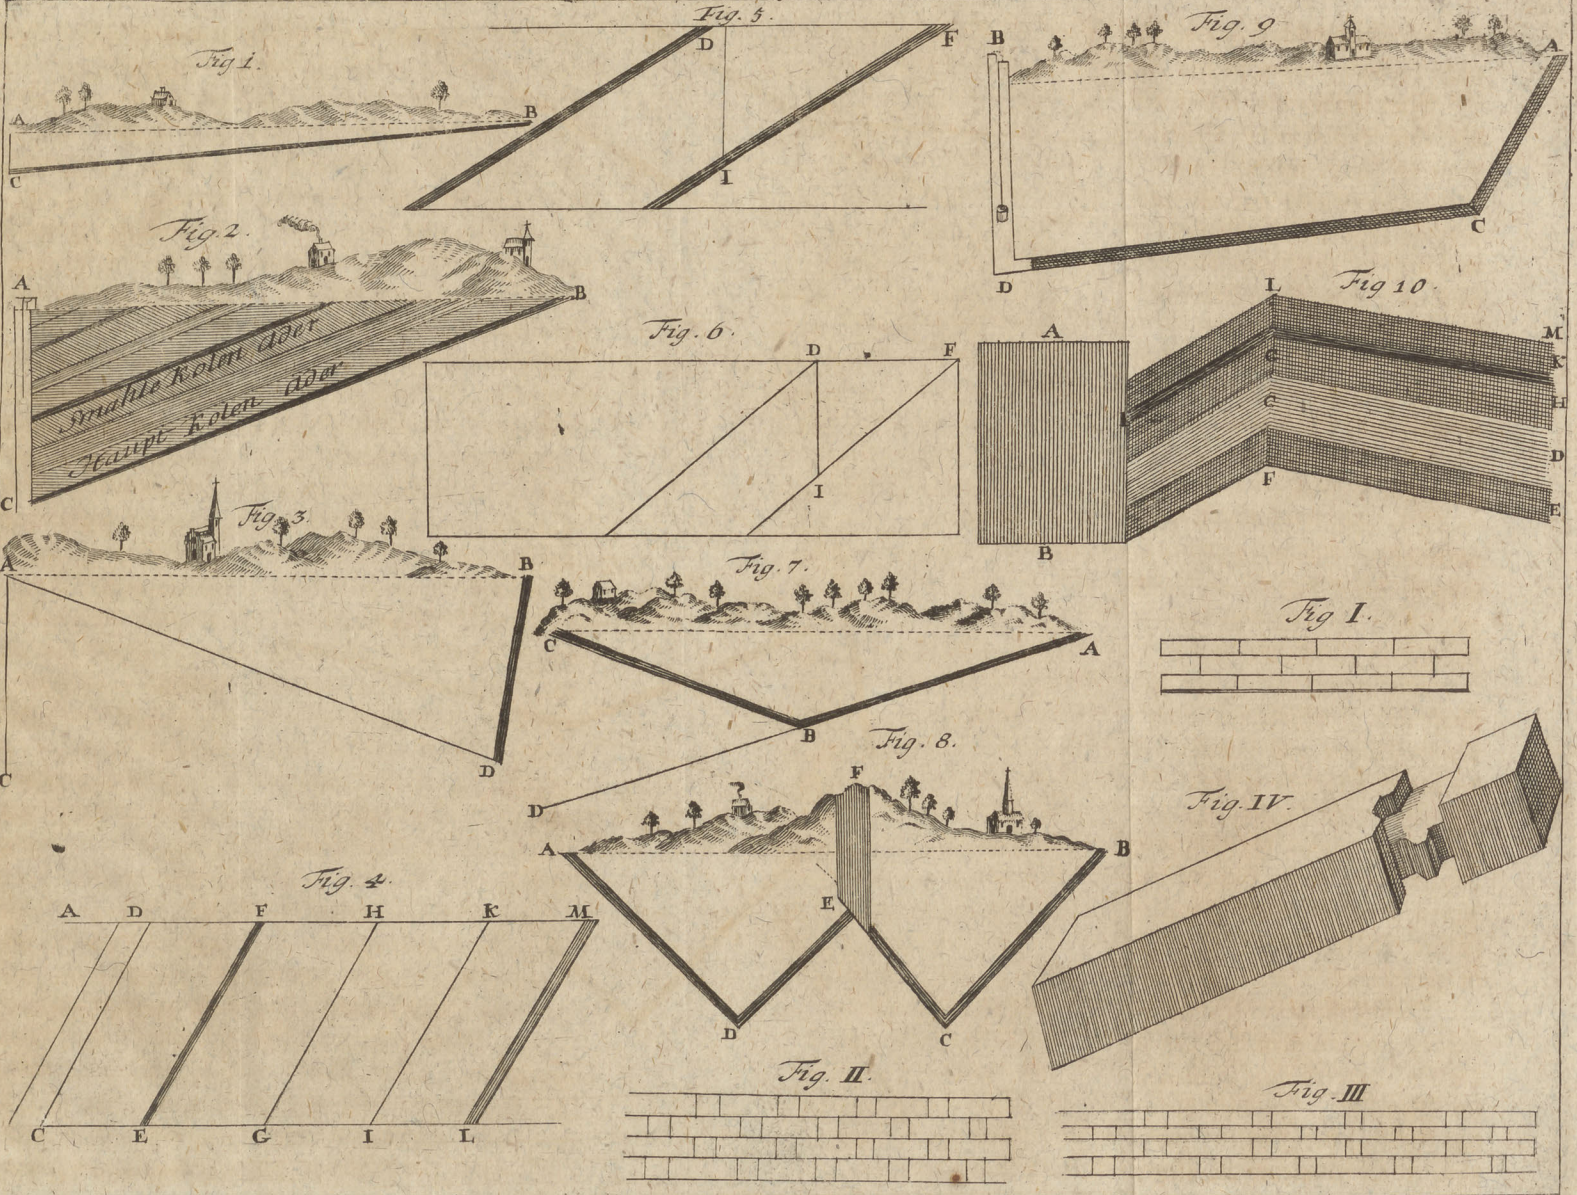 Fig 1.
A
B
C
Fig. 5.
D
F
I
Fig. 9
B
A
C
D
Fig. 2.
A
B
Smahle Kolen ader
Haupt Kolen ader
C
Fig. 6.
D
F
I
Fig 10.
L
A
M
K
G
H
C
I
D
F
E
B
Fig. 3.
A
B
D
C
Fig. 7.
C
A
B
D
Fig I.
Fig. 8.
F
A
B
E
D
C
Fig. IV.
Fig. 4.
A D F H K M
C E G I L
Fig. II.
Fig. III